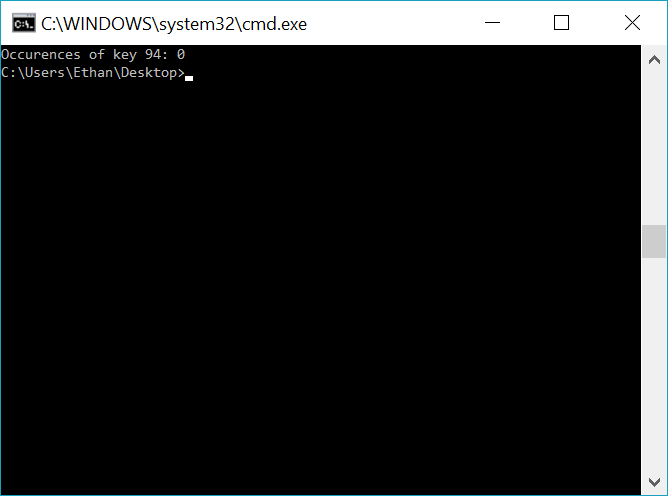 C:\WINDOWS\system32\cmd.exe
Occurences of key 94: 0
C:\Users\Ethan\Desktop>